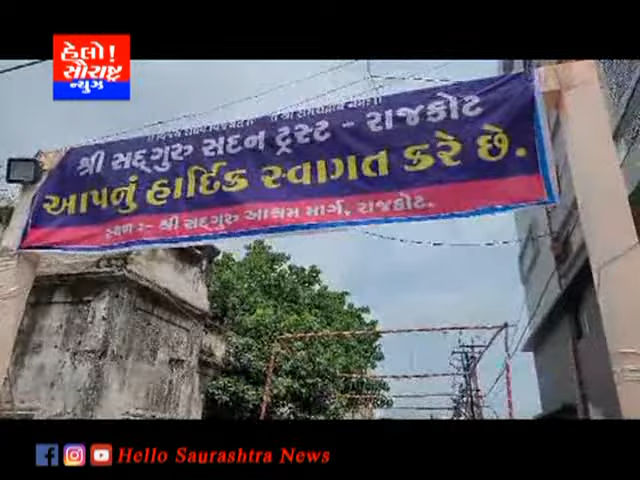 હેલો!
સૌરાષ્ટ્ર
ન્યુઝ
શ્રી સદ્‌ગુરુ સદન ટ્રસ્ટ - રાજકોટ
આપનું હાર્દિક સ્વાગત કરે છે.
સ્થળ :- શ્રી સદ્‌ગુરુ આશ્રમ માર્ગ, રાજકોટ.
Hello Saurashtra News